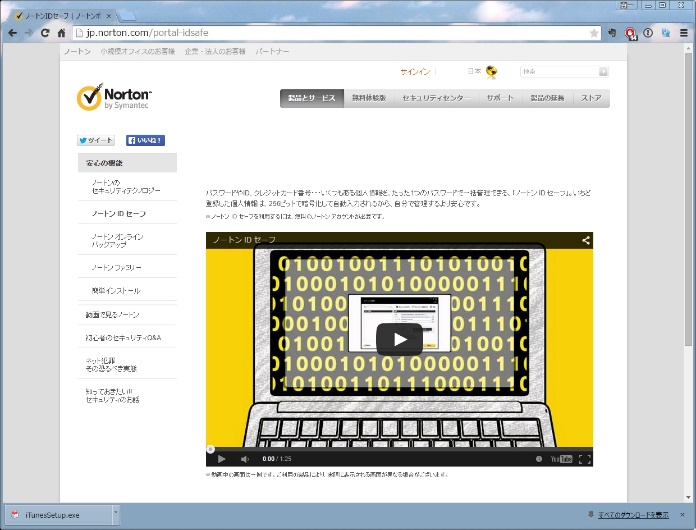 ノートンIDセーフ | ノートンポ
jp.norton.com/portal-idsafe
ノートン 小規模オフィスのお客様 企業・法人のお客様 パートナー
サインイン 日本 検索
Norton
by Symantec
製品とサービス 無料体験版 セキュリティセンター サポート 製品の延長 ストア
ツイート いいね!
安心の機能
ノートンの
セキュリティテクノロジー
ノートン ID セーフ
ノートン オンライン
バックアップ
ノートン ファミリー
簡単インストール
動画で見るノートン
初心者のセキュリティQ&A
ネット犯罪
その恐るべき実態
知っておきたい!!
セキュリティのお話
パスワードやID、クレジットカード番号・・・いくつもある個人情報を、たった1つのパスワードで一括管理できる、「ノートン ID セーフ」。いちど
登録した個人情報は、256ビットで暗号化して自動入力されるから、自分で管理するより安心です。
※ノートン ID セーフを利用するには、無料のノートン アカウントが必要です。
ノートン ID セーフ
0:00 / 1:25
YouTube
※動画中の画面は一例です。ご利用の製品により、実際に表示される画面が異なる場合がございます。
iTunesSetup.exe
すべてのダウンロードを表示